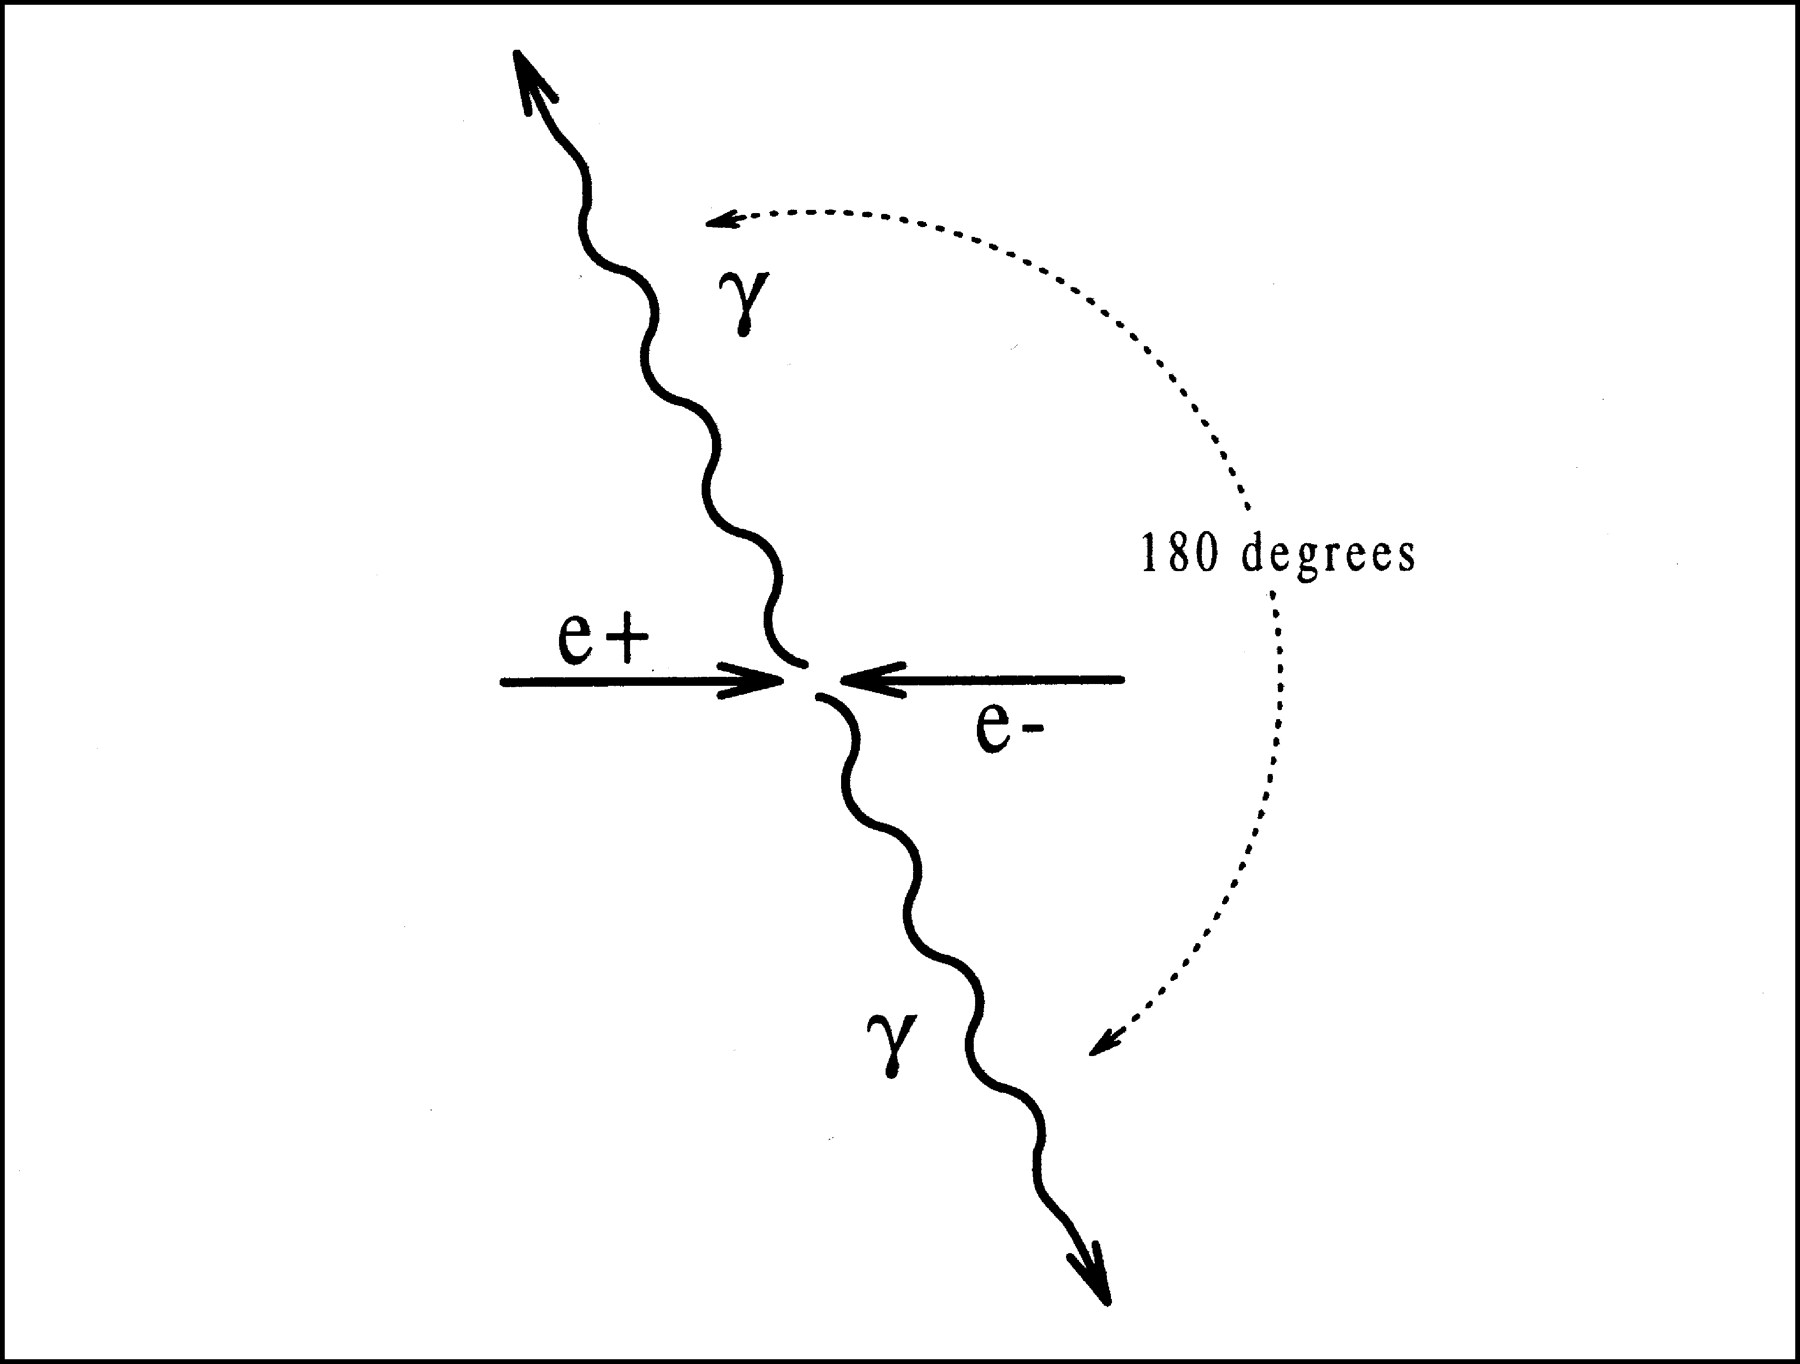 γ
180 degrees
e+
e-
γ